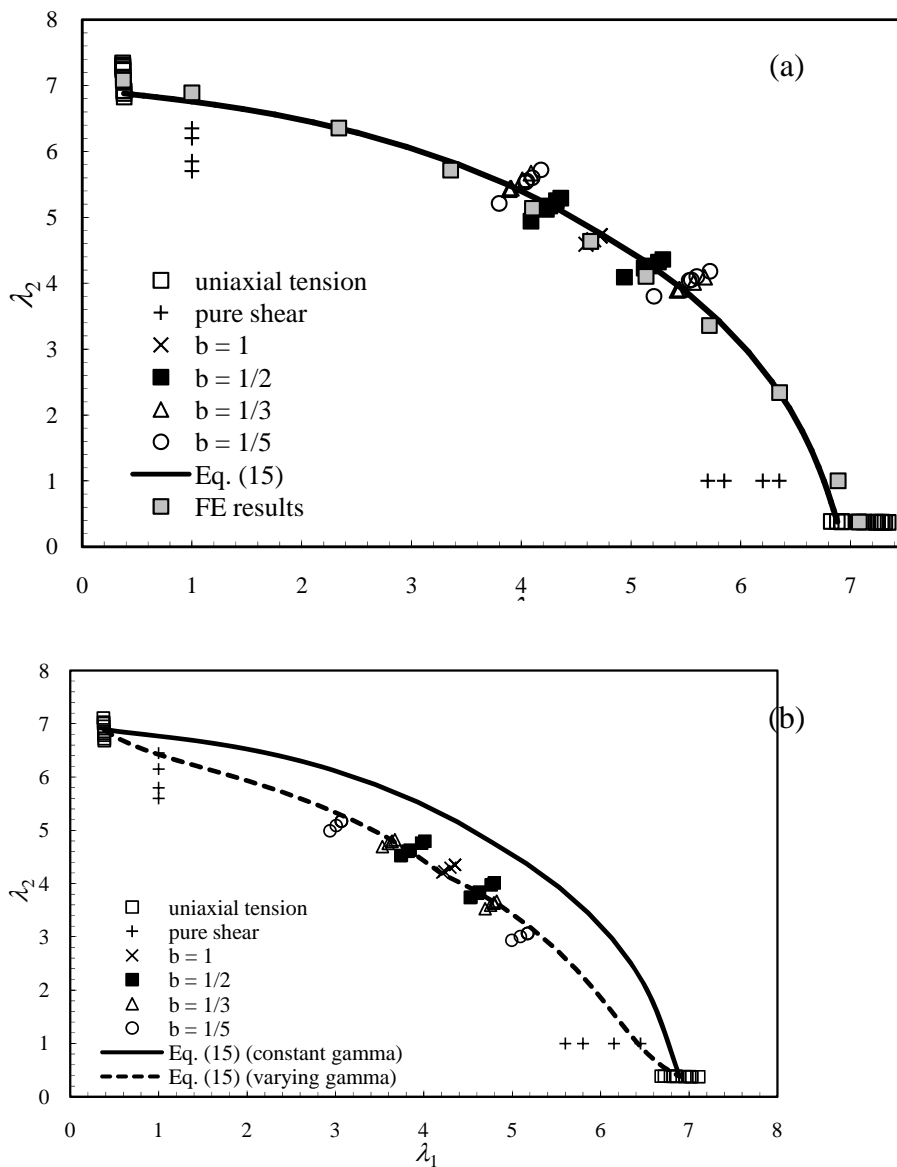 8
(a)
7
6
5
λ2
4
uniaxial tension
pure shear
3
b = 1
b = 1/2
2
b = 1/3
b = 1/5
1
Eq. (15)
FE results
0
0 1 2 3 4 5 6 7
8
(b)
7
6
5
λ2
4
uniaxial tension
3
pure shear
b = 1
2
b = 1/2
b = 1/3
1
b = 1/5
Eq. (15) (constant gamma)
Eq. (15) (varying gamma)
0
0 1 2 3 4 5 6 7 8
λ1